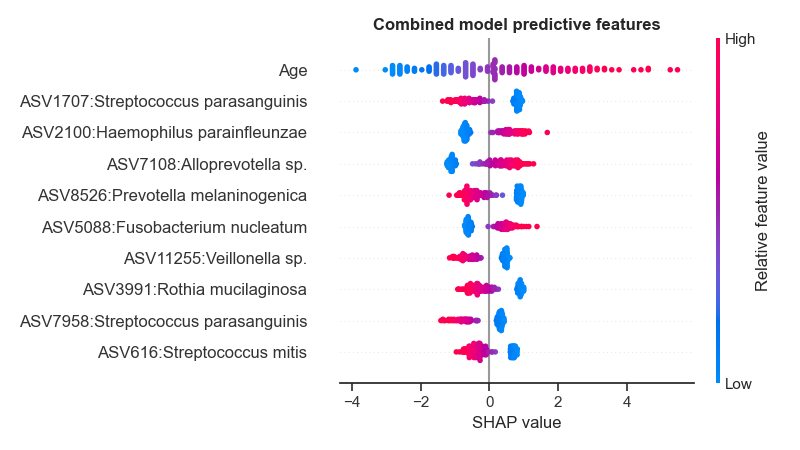 Combined model predictive features
High
Age
ASV1707:Streptococcus parasanguinis
ASV2100:Haemophilus parainfleunzae
ASV7108:Alloprevotella sp.
ASV8526:Prevotella melaninogenica
ASV5088:Fusobacterium nucleatum
ASV11255:Veillonella sp.
ASV3991:Rothia mucilaginosa
ASV7958:Streptococcus parasanguinis
ASV616:Streptococcus mitis
Relative feature value
Low
−4 −2 0 2 4
SHAP value